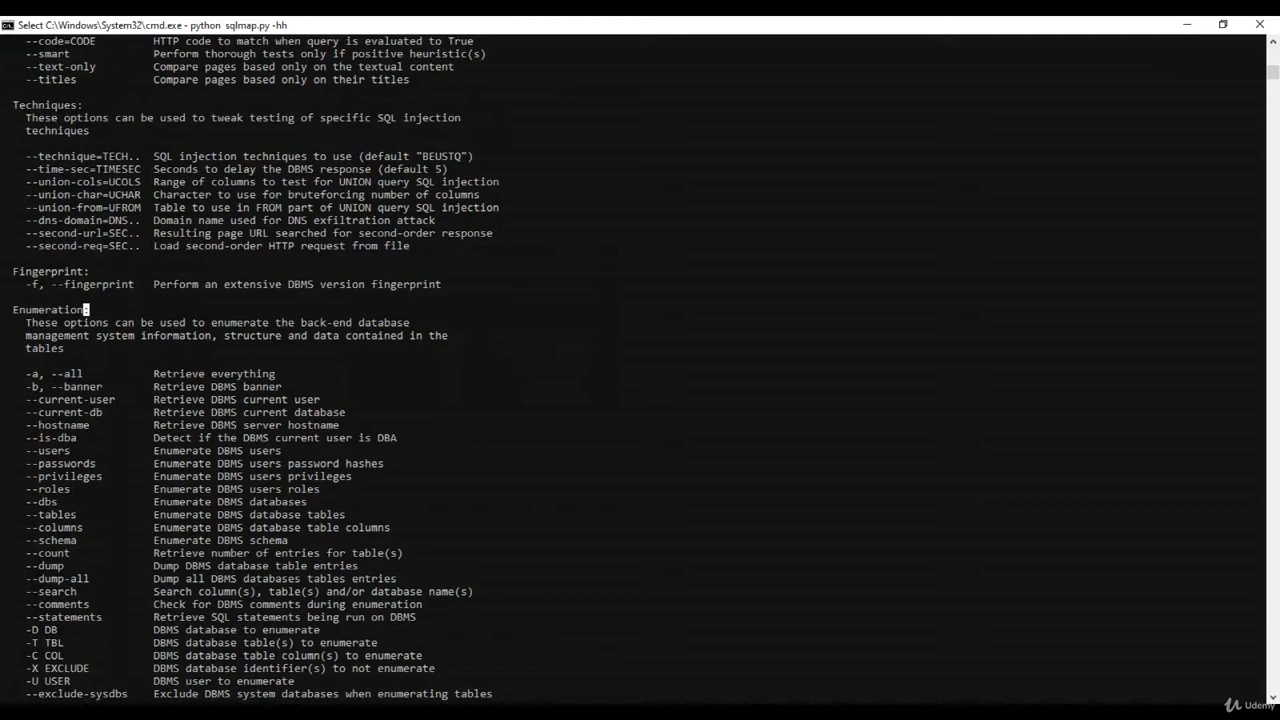 Select C:\Windows\System32\cmd.exe - python  sqlmap.py -hh
--code=CODE         HTTP code to match when query is evaluated to True
--smart             Perform thorough tests only if positive heuristic(s)
--text-only         Compare pages based only on the textual content
--titles            Compare pages based only on their titles
Techniques:
These options can be used to tweak testing of specific SQL injection
techniques
--technique=TECH..  SQL injection techniques to use (default "BEUSTQ")
--time-sec=TIMESEC  Seconds to delay the DBMS response (default 5)
--union-cols=UCOLS  Range of columns to test for UNION query SQL injection
--union-char=UCHAR  Character to use for bruteforcing number of columns
--union-from=UFROM  Table to use in FROM part of UNION query SQL injection
--dns-domain=DNS..  Domain name used for DNS exfiltration attack
--second-url=SEC..  Resulting page URL searched for second-order response
--second-req=SEC..  Load second-order HTTP request from file
Fingerprint:
-f, --fingerprint   Perform an extensive DBMS version fingerprint
Enumeration:
These options can be used to enumerate the back-end database
management system information, structure and data contained in the
tables
-a, --all           Retrieve everything
-b, --banner        Retrieve DBMS banner
--current-user      Retrieve DBMS current user
--current-db        Retrieve DBMS current database
--hostname          Retrieve DBMS server hostname
--is-dba            Detect if the DBMS current user is DBA
--users             Enumerate DBMS users
--passwords         Enumerate DBMS users password hashes
--privileges        Enumerate DBMS users privileges
--roles             Enumerate DBMS users roles
--dbs               Enumerate DBMS databases
--tables            Enumerate DBMS database tables
--columns           Enumerate DBMS database table columns
--schema            Enumerate DBMS schema
--count             Retrieve number of entries for table(s)
--dump              Dump DBMS database table entries
--dump-all          Dump all DBMS databases tables entries
--search            Search column(s), table(s) and/or database name(s)
--comments          Check for DBMS comments during enumeration
--statements        Retrieve SQL statements being run on DBMS
-D DB               DBMS database to enumerate
-T TBL              DBMS database table(s) to enumerate
-C COL              DBMS database table column(s) to enumerate
-X EXCLUDE          DBMS database identifier(s) to not enumerate
-U USER             DBMS user to enumerate
--exclude-sysdbs    Exclude DBMS system databases when enumerating tables
Udemy